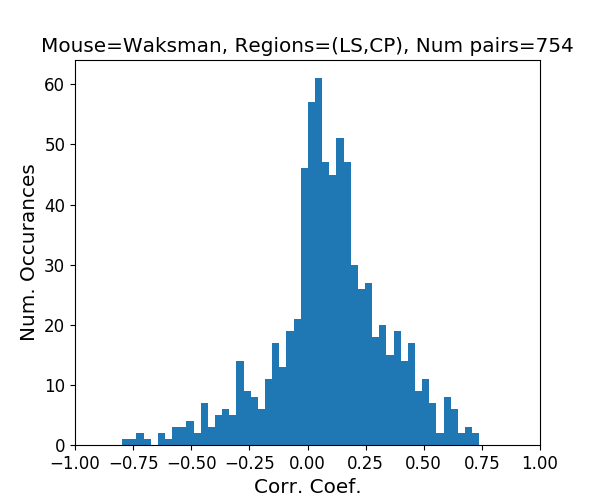 Mouse=Waksman, Regions=(LS,CP), Num pairs=754
60
50
40
30
20
10
0
Num. Occurances
−1.00 −0.75 −0.50 −0.25 0.00 0.25 0.50 0.75 1.00
Corr. Coef.